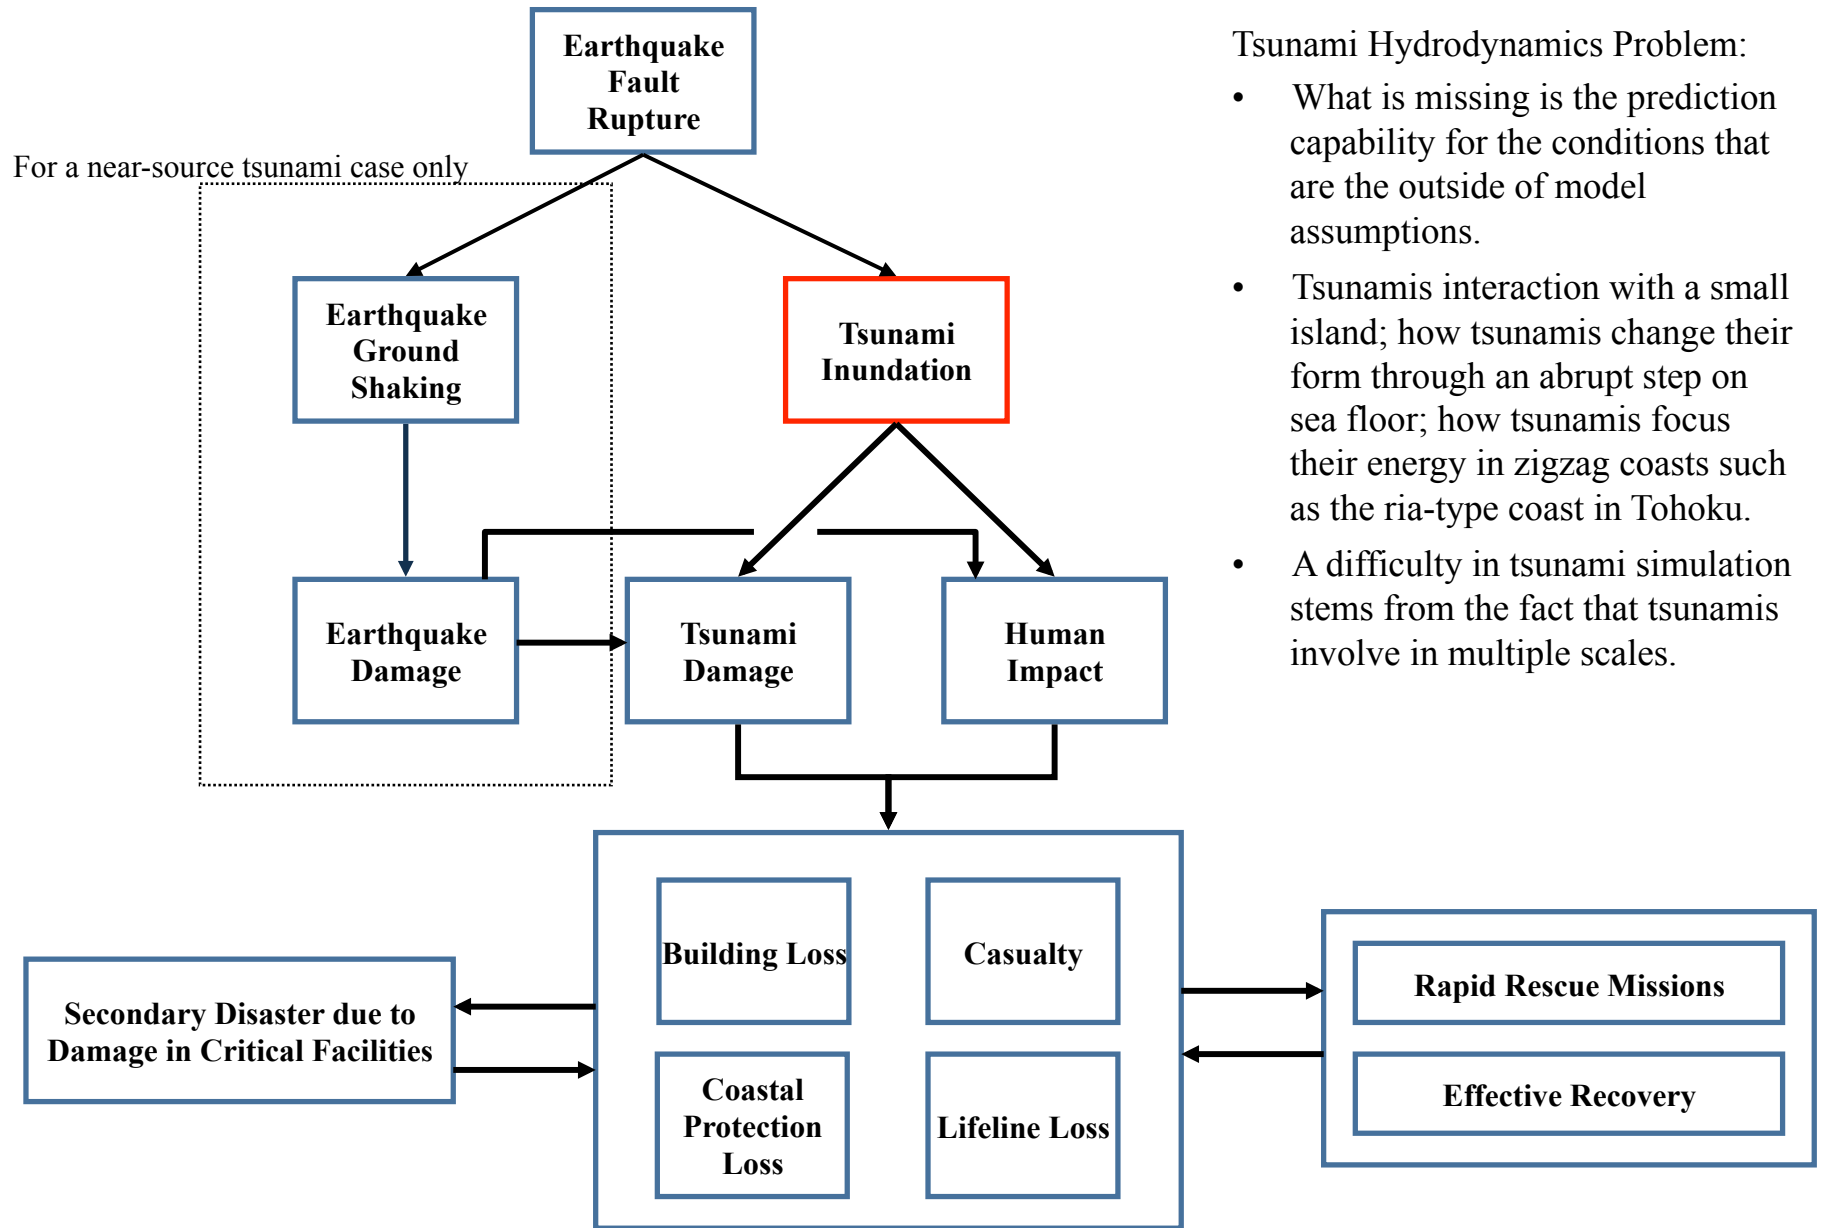 Earthquake
Fault
Rupture
For a near-source tsunami case only
Earthquake
Ground
Shaking
Tsunami
Inundation
Earthquake
Damage
Tsunami
Damage
Human
Impact
Building Loss
Casualty
Coastal
Protection
Loss
Lifeline Loss
Secondary Disaster due to
Damage in Critical Facilities
Rapid Rescue Missions
Effective Recovery
Tsunami Hydrodynamics Problem:
• What is missing is the prediction
capability for the conditions that
are the outside of model
assumptions.
• Tsunamis interaction with a small
island; how tsunamis change their
form through an abrupt step on
sea floor; how tsunamis focus
their energy in zigzag coasts such
as the ria-type coast in Tohoku.
• A difficulty in tsunami simulation
stems from the fact that tsunamis
involve in multiple scales.